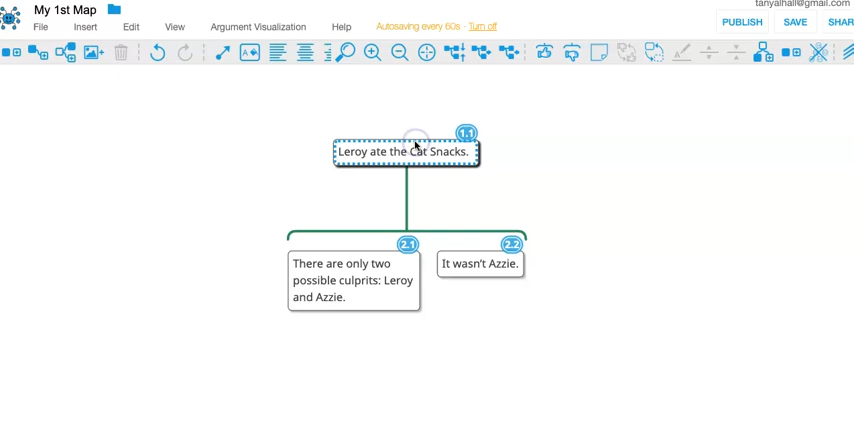 My 1st Map
tanyalhall@gmail.com
File Insert Edit View Argument Visualization Help Autosaving every 60s - Turn off
PUBLISH SAVE SHAR
A
1.1
Leroy ate the Cat Snacks.
2.1 2.2
There are only two
possible culprits: Leroy
and Azzie.
It wasn't Azzie.